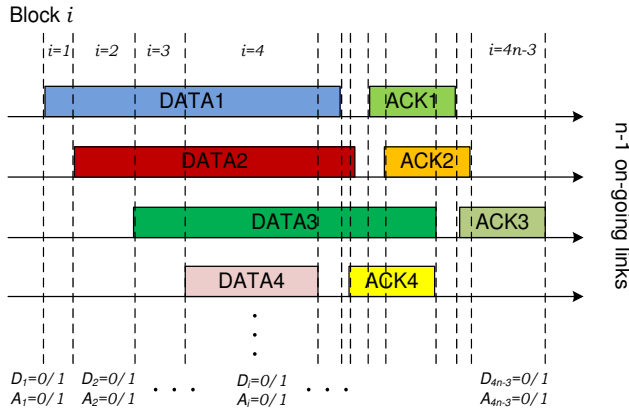 Block i
i=1 i=2 i=3 i=4 i=4n-3
DATA1 ACK1
DATA2 ACK2
DATA3 ACK3
DATA4 ACK4
n-1 on-going links
D₁=0/1 D₂=0/1 Dᵢ=0/1 D₄ₙ₋₃=0/1
A₁=0/1 A₂=0/1 . . . Aᵢ=0/1 . . . A₄ₙ₋₃=0/1